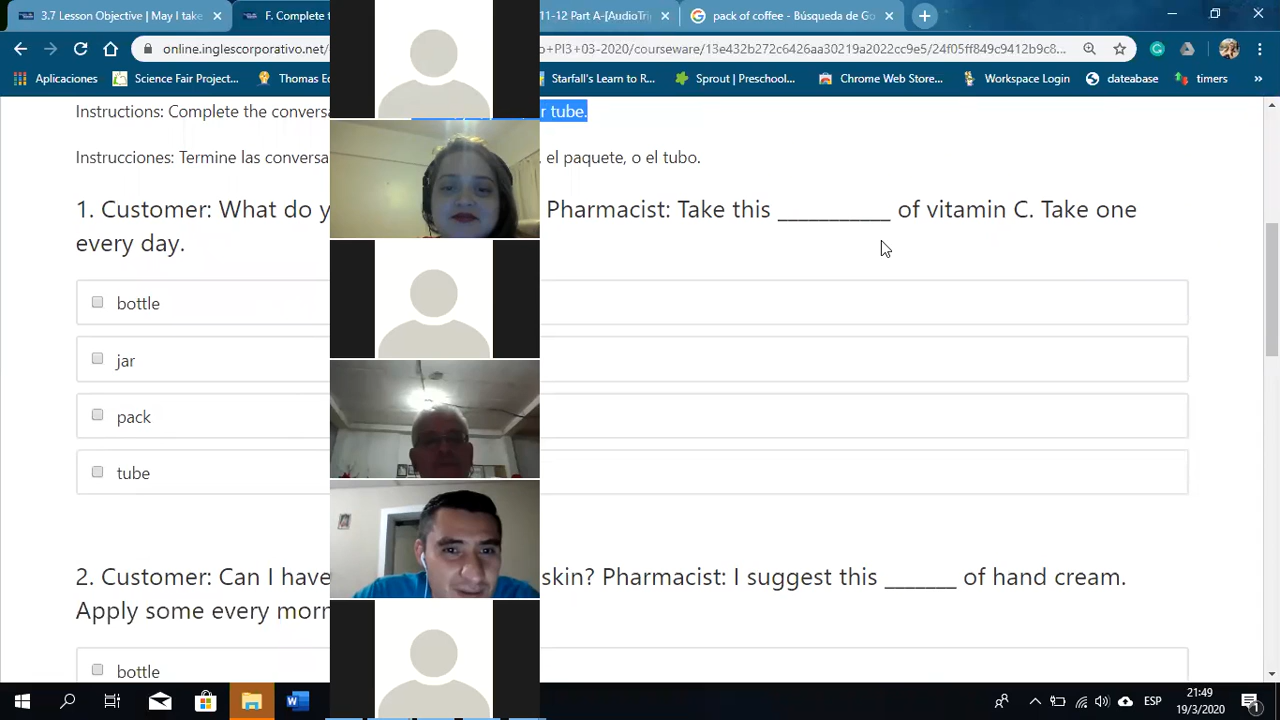 3.7 Lesson Objective: May I take
F. Complete
11-12 Part A-[AudioTri
pack of coffee - Búsqueda de Go
online.inglescorporativo.net/
o+PI3+03-2020/courseware/13e432b272c6426aa30219a2022cc9e5/24f05ff849c9412b9c8...
Aplicaciones
Science Fair Project...
Thomas E
Starfall's Learn to R...
Sprout | Preschool...
Chrome Web Store...
Workspace Login
dateabase
timers
Instructions: Complete the conversa
r tube.
Instrucciones: Termine las conversa
el paquete, o el tubo.
1. Customer: What do y
Pharmacist: Take this ___________ of vitamin C. Take one
every day.
bottle
jar
pack
tube
2. Customer: Can I have
skin? Pharmacist: I suggest this _______ of hand cream.
Apply some every morn
bottle
ESP
21:49
19/3/2020